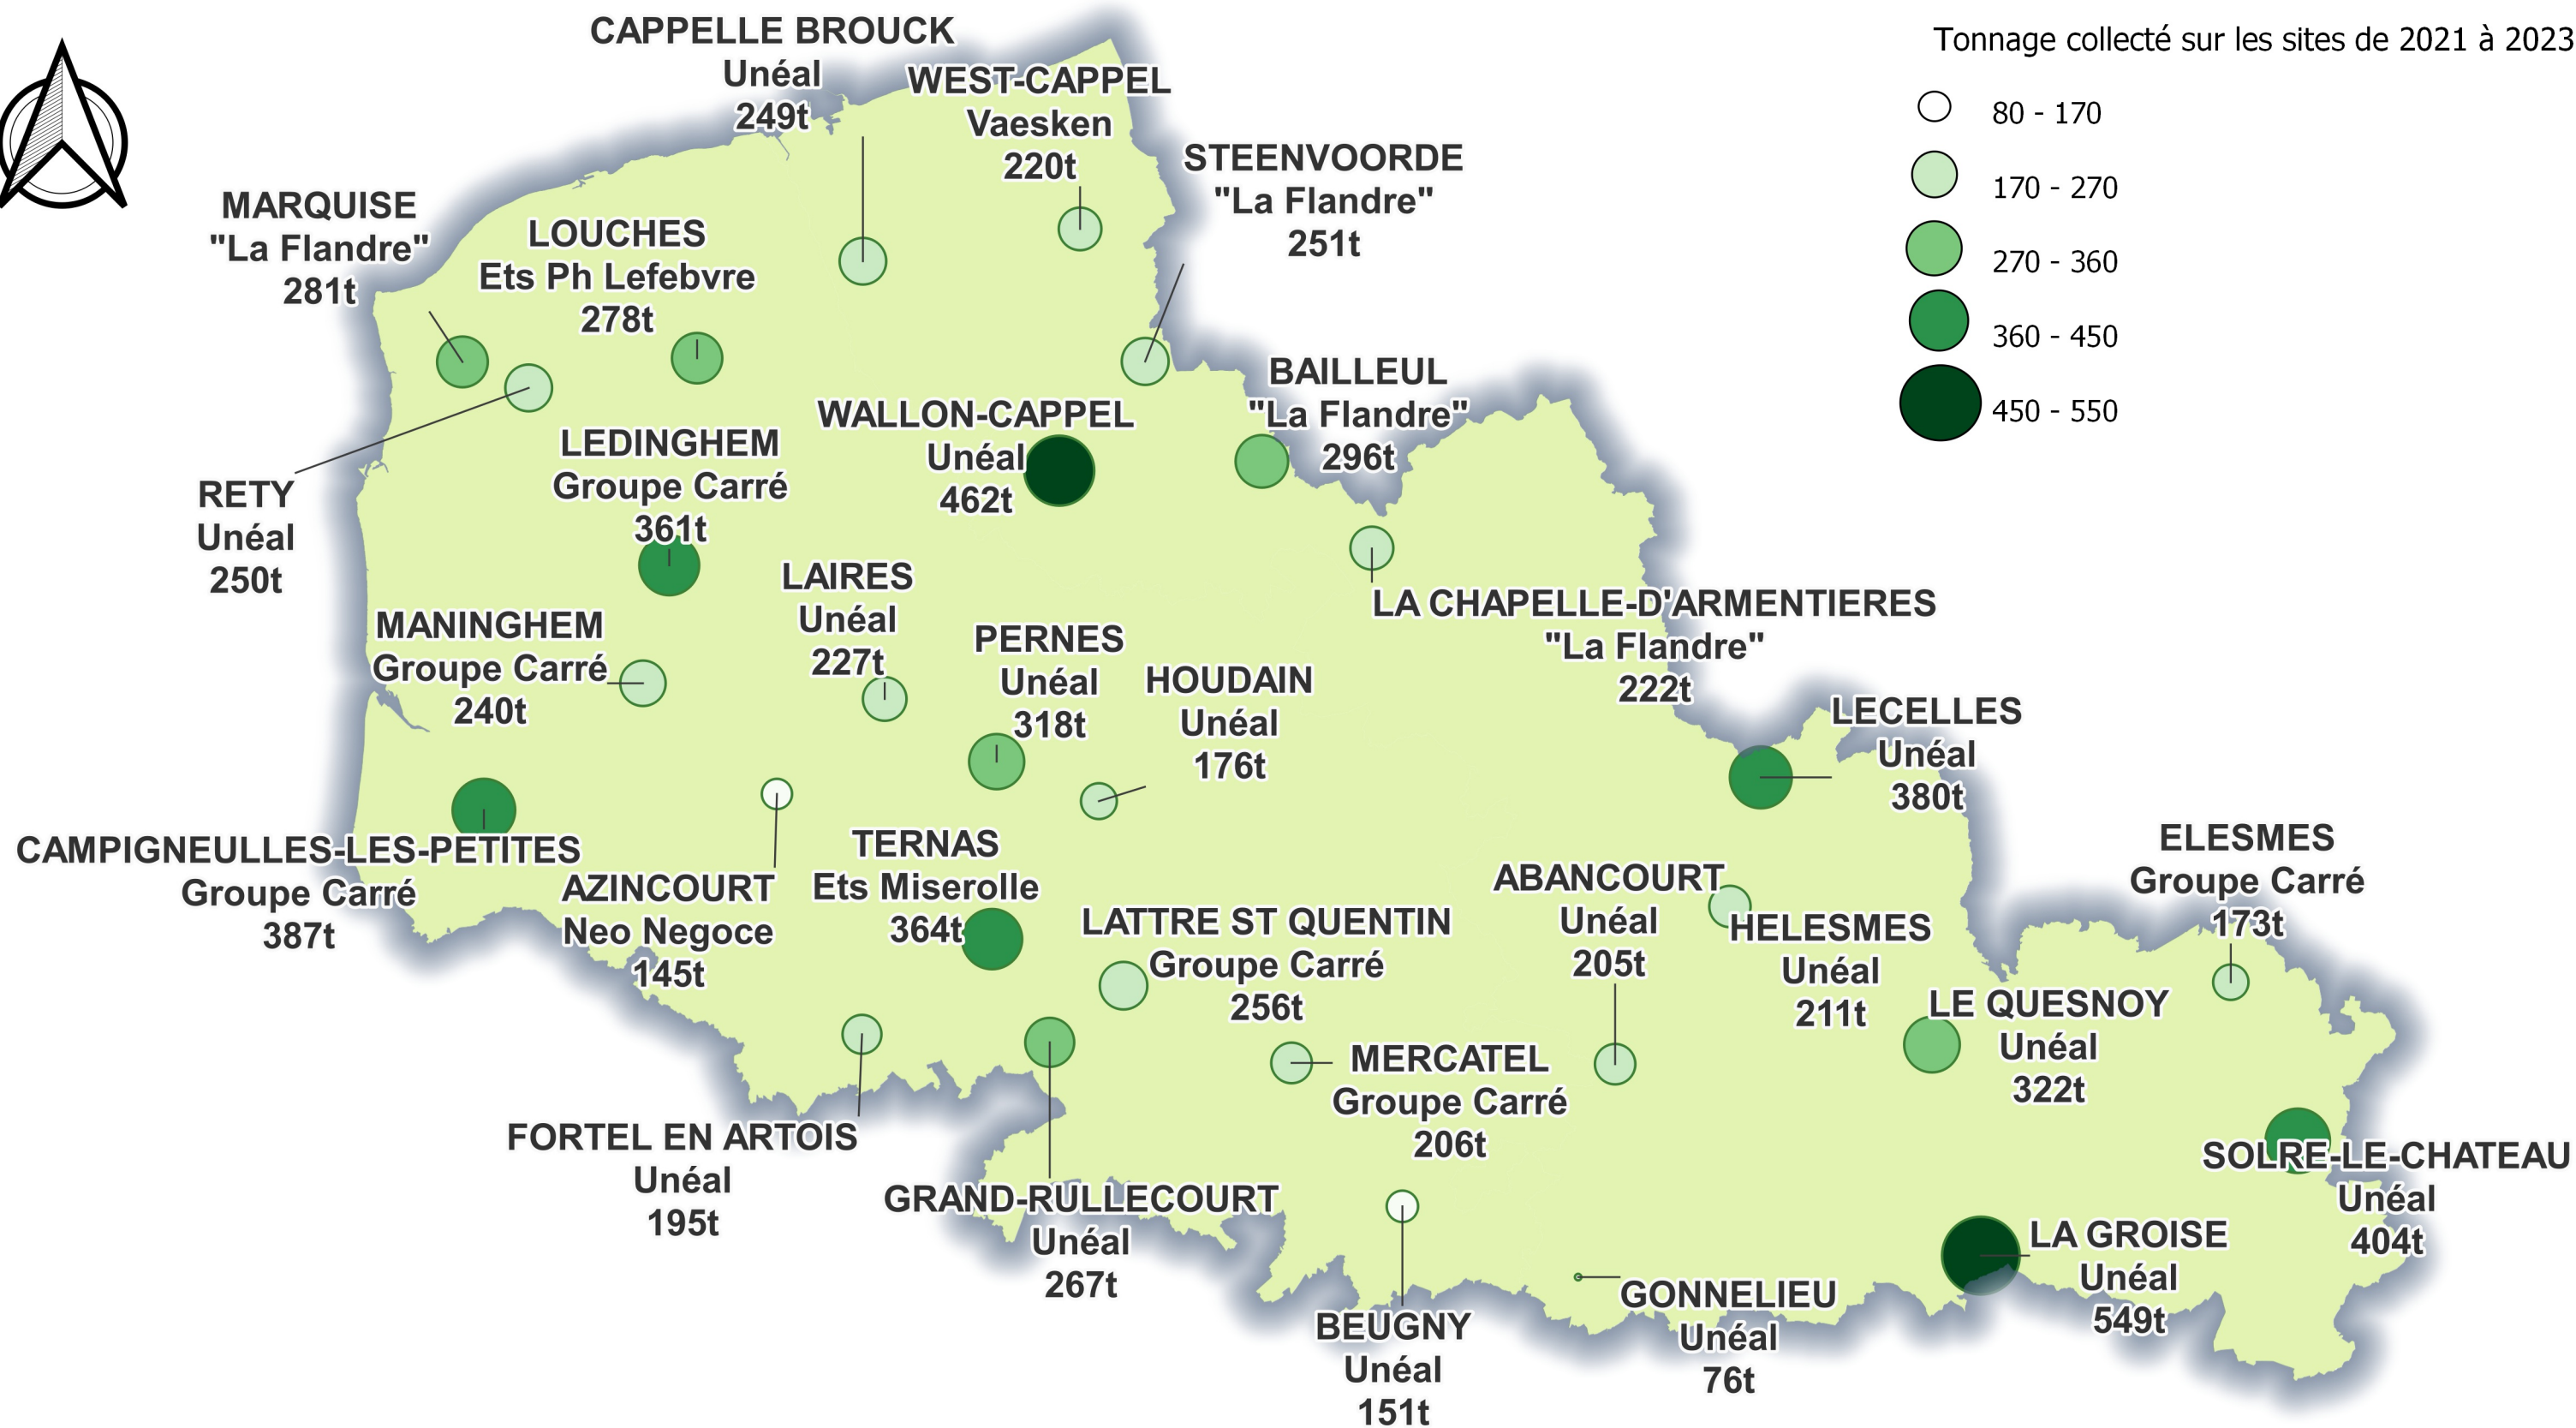 Tonnage collecté sur les sites de 2021 à 2023
80 - 170
170 - 270
270 - 360
360 - 450
450 - 550
CAPPELLE BROUCK
Unéal
249t
WEST-CAPPEL
Vaesken
220t
STEENVOORDE
"La Flandre"
251t
MARQUISE
"La Flandre"
281t
LOUCHES
Ets Ph Lefebvre
278t
BAILLEUL
"La Flandre"
296t
WALLON-CAPPEL
Unéal
462t
LEDINGHEM
Groupe Carré
361t
RETY
Unéal
250t
LAIRES
Unéal
227t
LA CHAPELLE-D'ARMENTIERES
"La Flandre"
222t
MANINGHEM
Groupe Carré
240t
PERNES
Unéal
318t
HOUDAIN
Unéal
176t
LECELLES
Unéal
380t
CAMPIGNEULLES-LES-PETITES
Groupe Carré
387t
AZINCOURT
Neo Negoce
145t
TERNAS
Ets Miserolle
364t
LATTRE ST QUENTIN
Groupe Carré
256t
ABANCOURT
Unéal
205t
HELESMES
Unéal
211t
ELESMES
Groupe Carré
173t
LE QUESNOY
Unéal
322t
MERCATEL
Groupe Carré
206t
FORTEL EN ARTOIS
Unéal
195t
GRAND-RULLECOURT
Unéal
267t
SOLRE-LE-CHATEAU
Unéal
404t
LA GROISE
Unéal
549t
GONNELIEU
Unéal
76t
BEUGNY
Unéal
151t